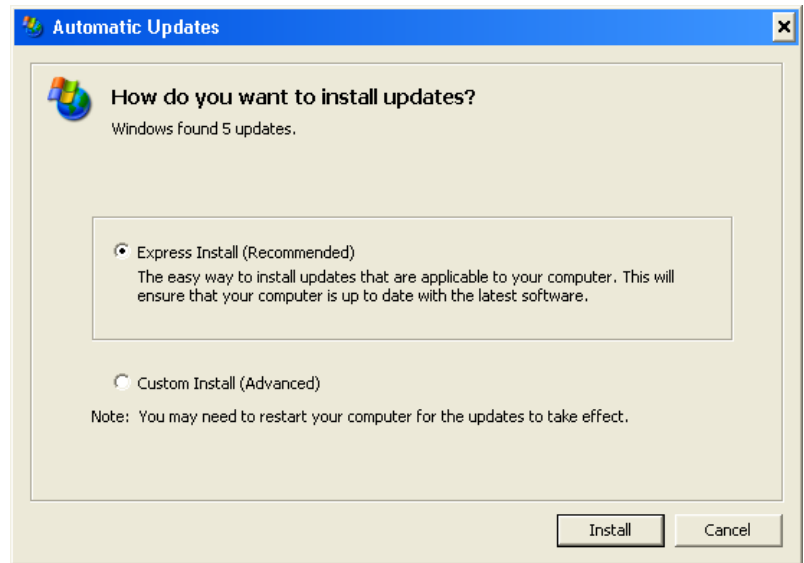 Automatic Updates
How do you want to install updates?
Windows found 5 updates.
Express Install (Recommended)
The easy way to install updates that are applicable to your computer. This will
ensure that your computer is up to date with the latest software.
Custom Install (Advanced)
Note: You may need to restart your computer for the updates to take effect.
Install Cancel